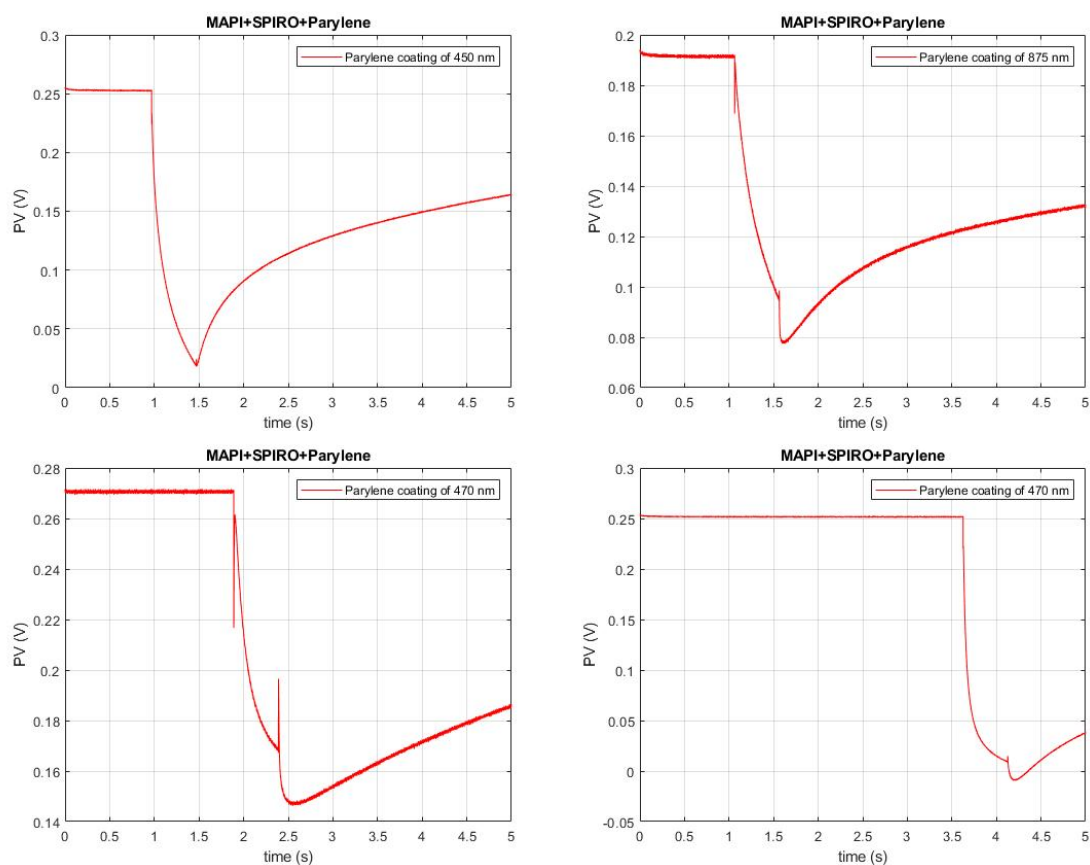 MAPI+SPIRO+Parylene
Parylene coating of 450 nm
0.3
0.25
0.2
0.15
0.1
0.05
0
PV (V)
0 0.5 1 1.5 2 2.5 3 3.5 4 4.5 5
time (s)
MAPI+SPIRO+Parylene
Parylene coating of 875 nm
0.2
0.18
0.16
0.14
0.12
0.1
0.08
0.06
PV (V)
0 0.5 1 1.5 2 2.5 3 3.5 4 4.5 5
time (s)
MAPI+SPIRO+Parylene
Parylene coating of 470 nm
0.28
0.26
0.24
0.22
0.2
0.18
0.16
0.14
PV (V)
0 0.5 1 1.5 2 2.5 3 3.5 4 4.5 5
time (s)
MAPI+SPIRO+Parylene
Parylene coating of 470 nm
0.3
0.25
0.2
0.15
0.1
0.05
0
-0.05
PV (V)
0 0.5 1 1.5 2 2.5 3 3.5 4 4.5 5
time (s)